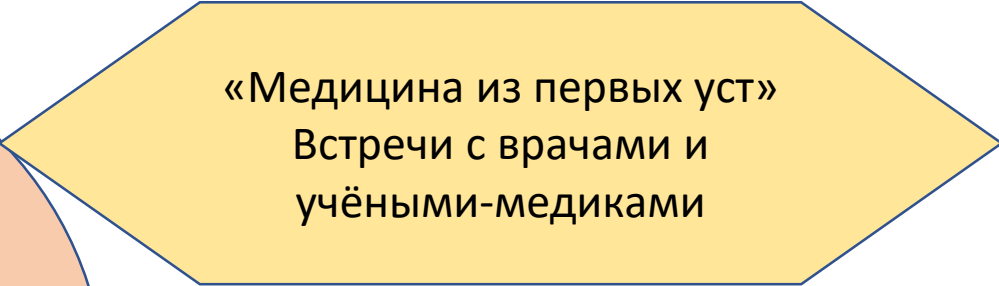 «Медицина из первых уст»
Встречи с врачами и
учёными-медиками